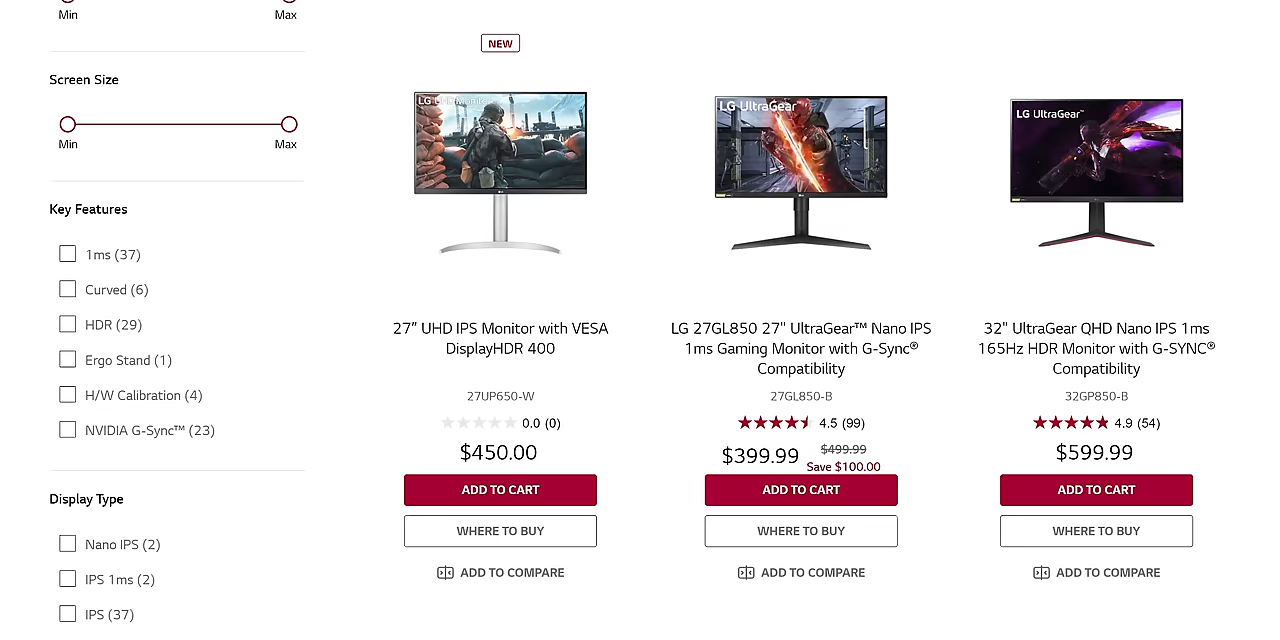 Min Max
Screen Size
Min Max
Key Features
1ms (37)
Curved (6)
HDR (29)
Ergo Stand (1)
H/W Calibration (4)
NVIDIA G-Sync™ (23)
Display Type
Nano IPS (2)
IPS 1ms (2)
IPS (37)
NEW
LG
27” UHD IPS Monitor with VESA
DisplayHDR 400
27UP650-W
0.0 (0)
$450.00
ADD TO CART
WHERE TO BUY
ADD TO COMPARE
LG UltraGear™
LG 27GL850 27" UltraGear™ Nano IPS
1ms Gaming Monitor with G-Sync®
Compatibility
27GL850-B
4.5 (99)
$399.99 $499.99
Save $100.00
ADD TO CART
WHERE TO BUY
ADD TO COMPARE
LG UltraGear™
32" UltraGear QHD Nano IPS 1ms
165Hz HDR Monitor with G-SYNC®
Compatibility
32GP850-B
4.9 (54)
$599.99
ADD TO CART
WHERE TO BUY
ADD TO COMPARE